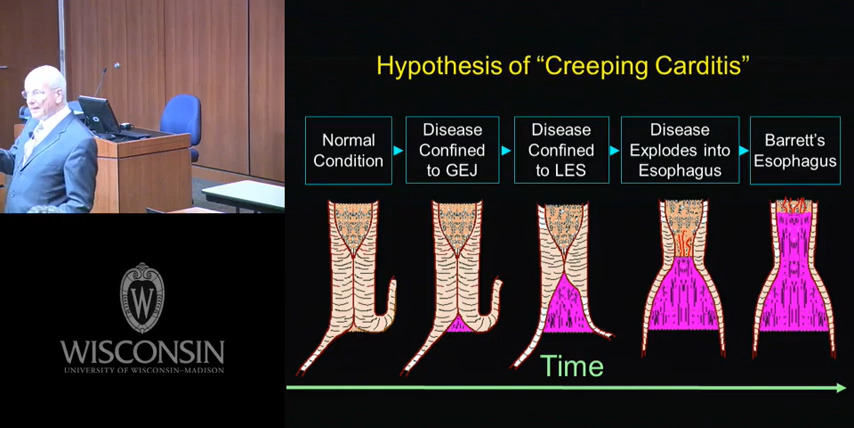 Hypothesis of “Creeping Carditis”
Normal
Condition
Disease
Confined
to GEJ
Disease
Confined
to LES
Disease
Explodes into
Esophagus
Barrett’s
Esophagus
Time
W
WISCONSIN
UNIVERSITY OF WISCONSIN–MADISON